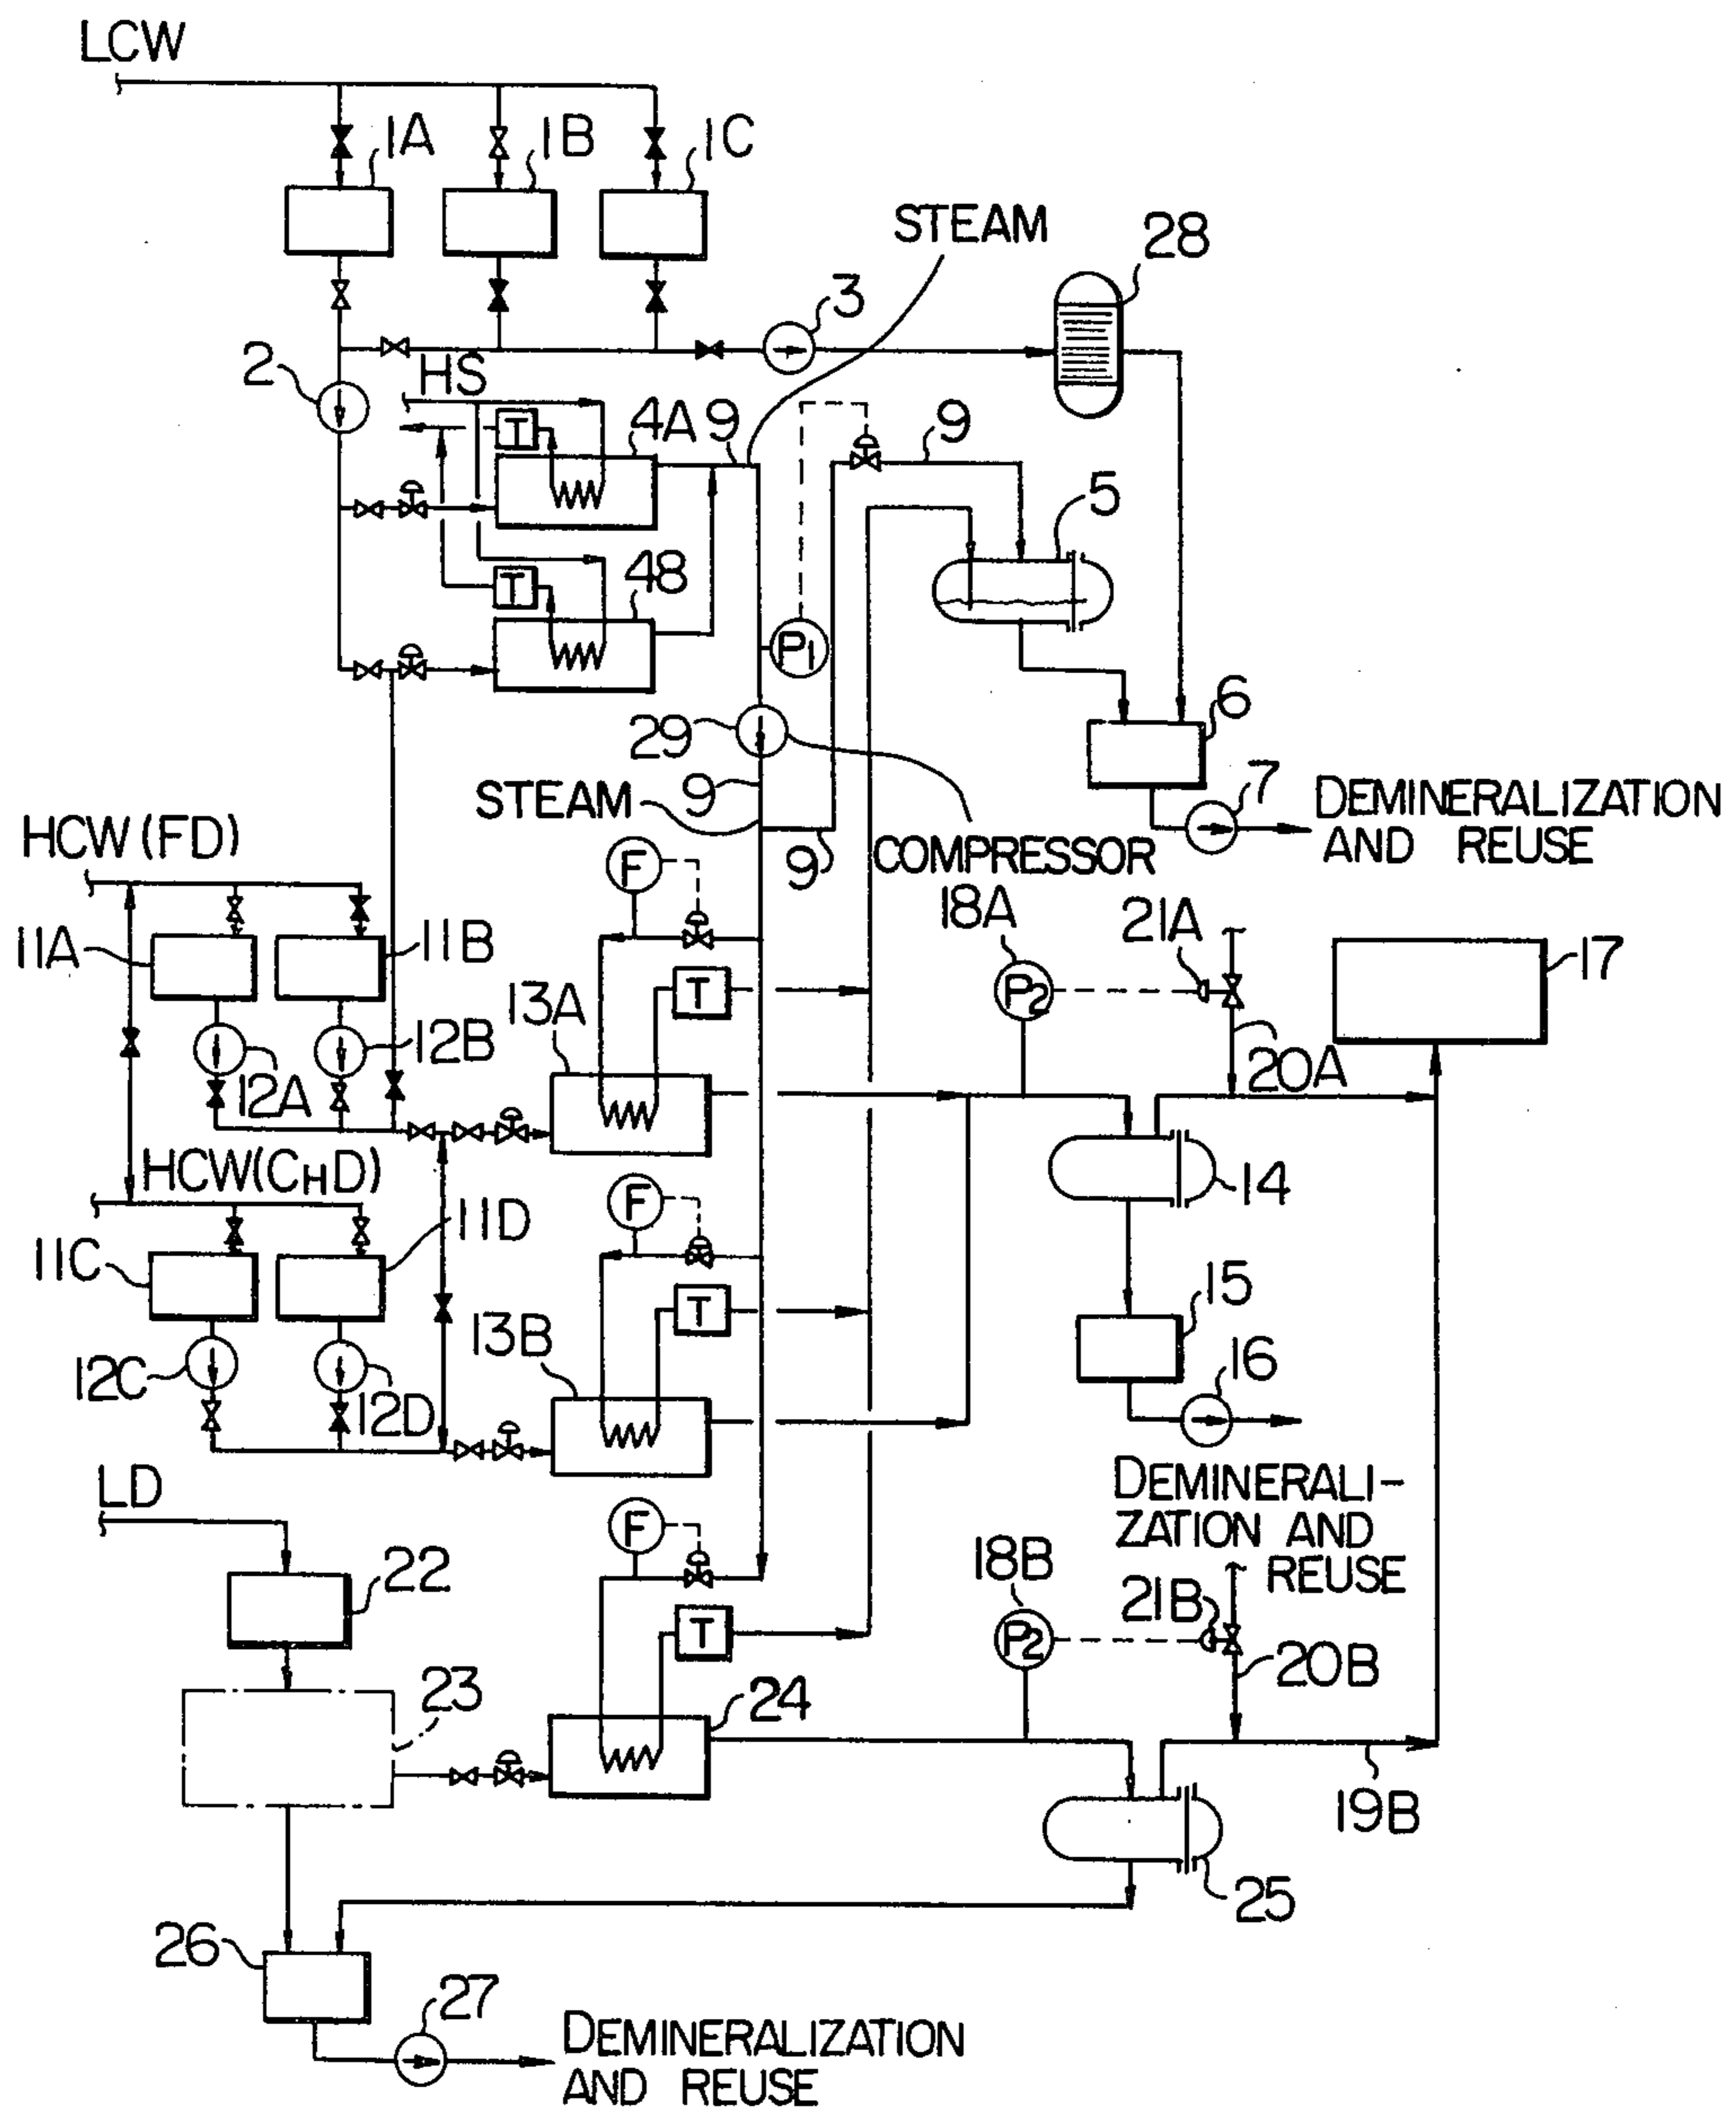 LCW
1A
1B
1C
STEAM
28
3
2
HS
T
4A
9
9
5
T
48
P1
6
29
7
STEAM
9
DEMINERALIZATION
AND REUSE
HCW (FD)
F
9
COMPRESSOR
18A
21A
11A
11B
17
T
P2
13A
12B
12A
20A
HCW(CHD)
F
14
11D
11C
T
15
13B
16
12C
12D
LD
DEMINERALI-
ZATION AND
REUSE
F
18B
22
21B
T
P2
23
24
20B
19B
25
26
27
DEMINERALIZATION
AND REUSE